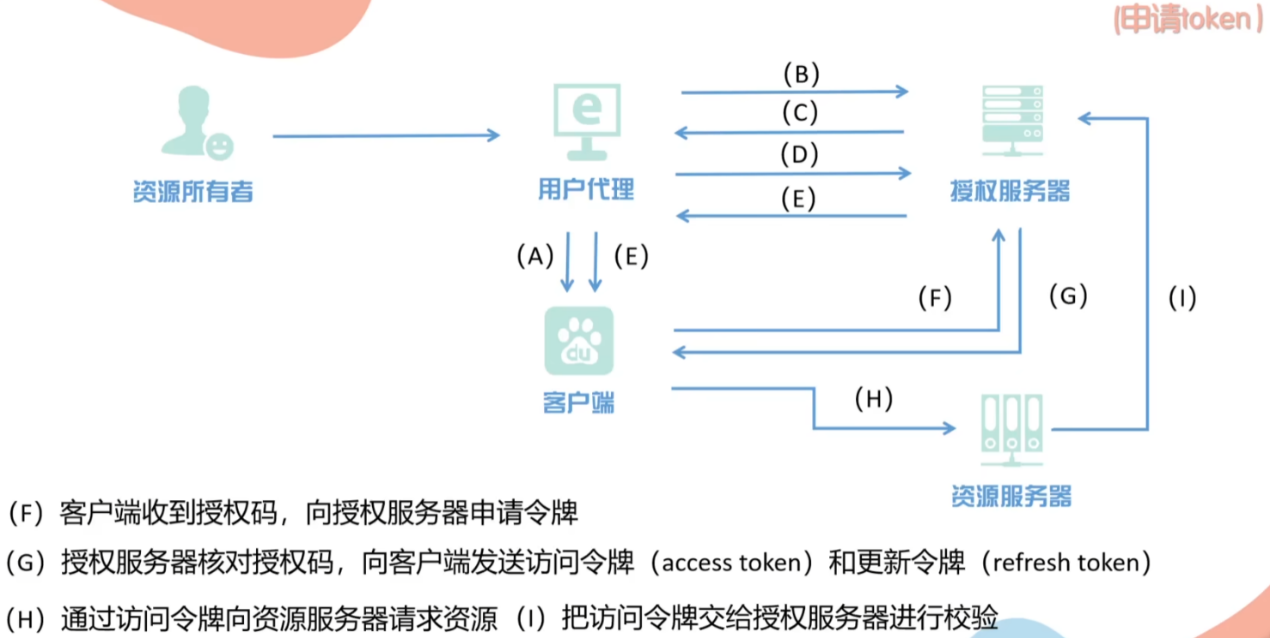 (申请token)
(B)
(C)
(D)
(E)
资源所有者
用户代理
授权服务器
(A)
(E)
(F)
(G)
(I)
du
客户端
(H)
资源服务器
（F）客户端收到授权码，向授权服务器申请令牌
（G）授权服务器核对授权码，向客户端发送访问令牌（access token）和更新令牌（refresh token）
（H）通过访问令牌向资源服务器请求资源（I）把访问令牌交给授权服务器进行校验